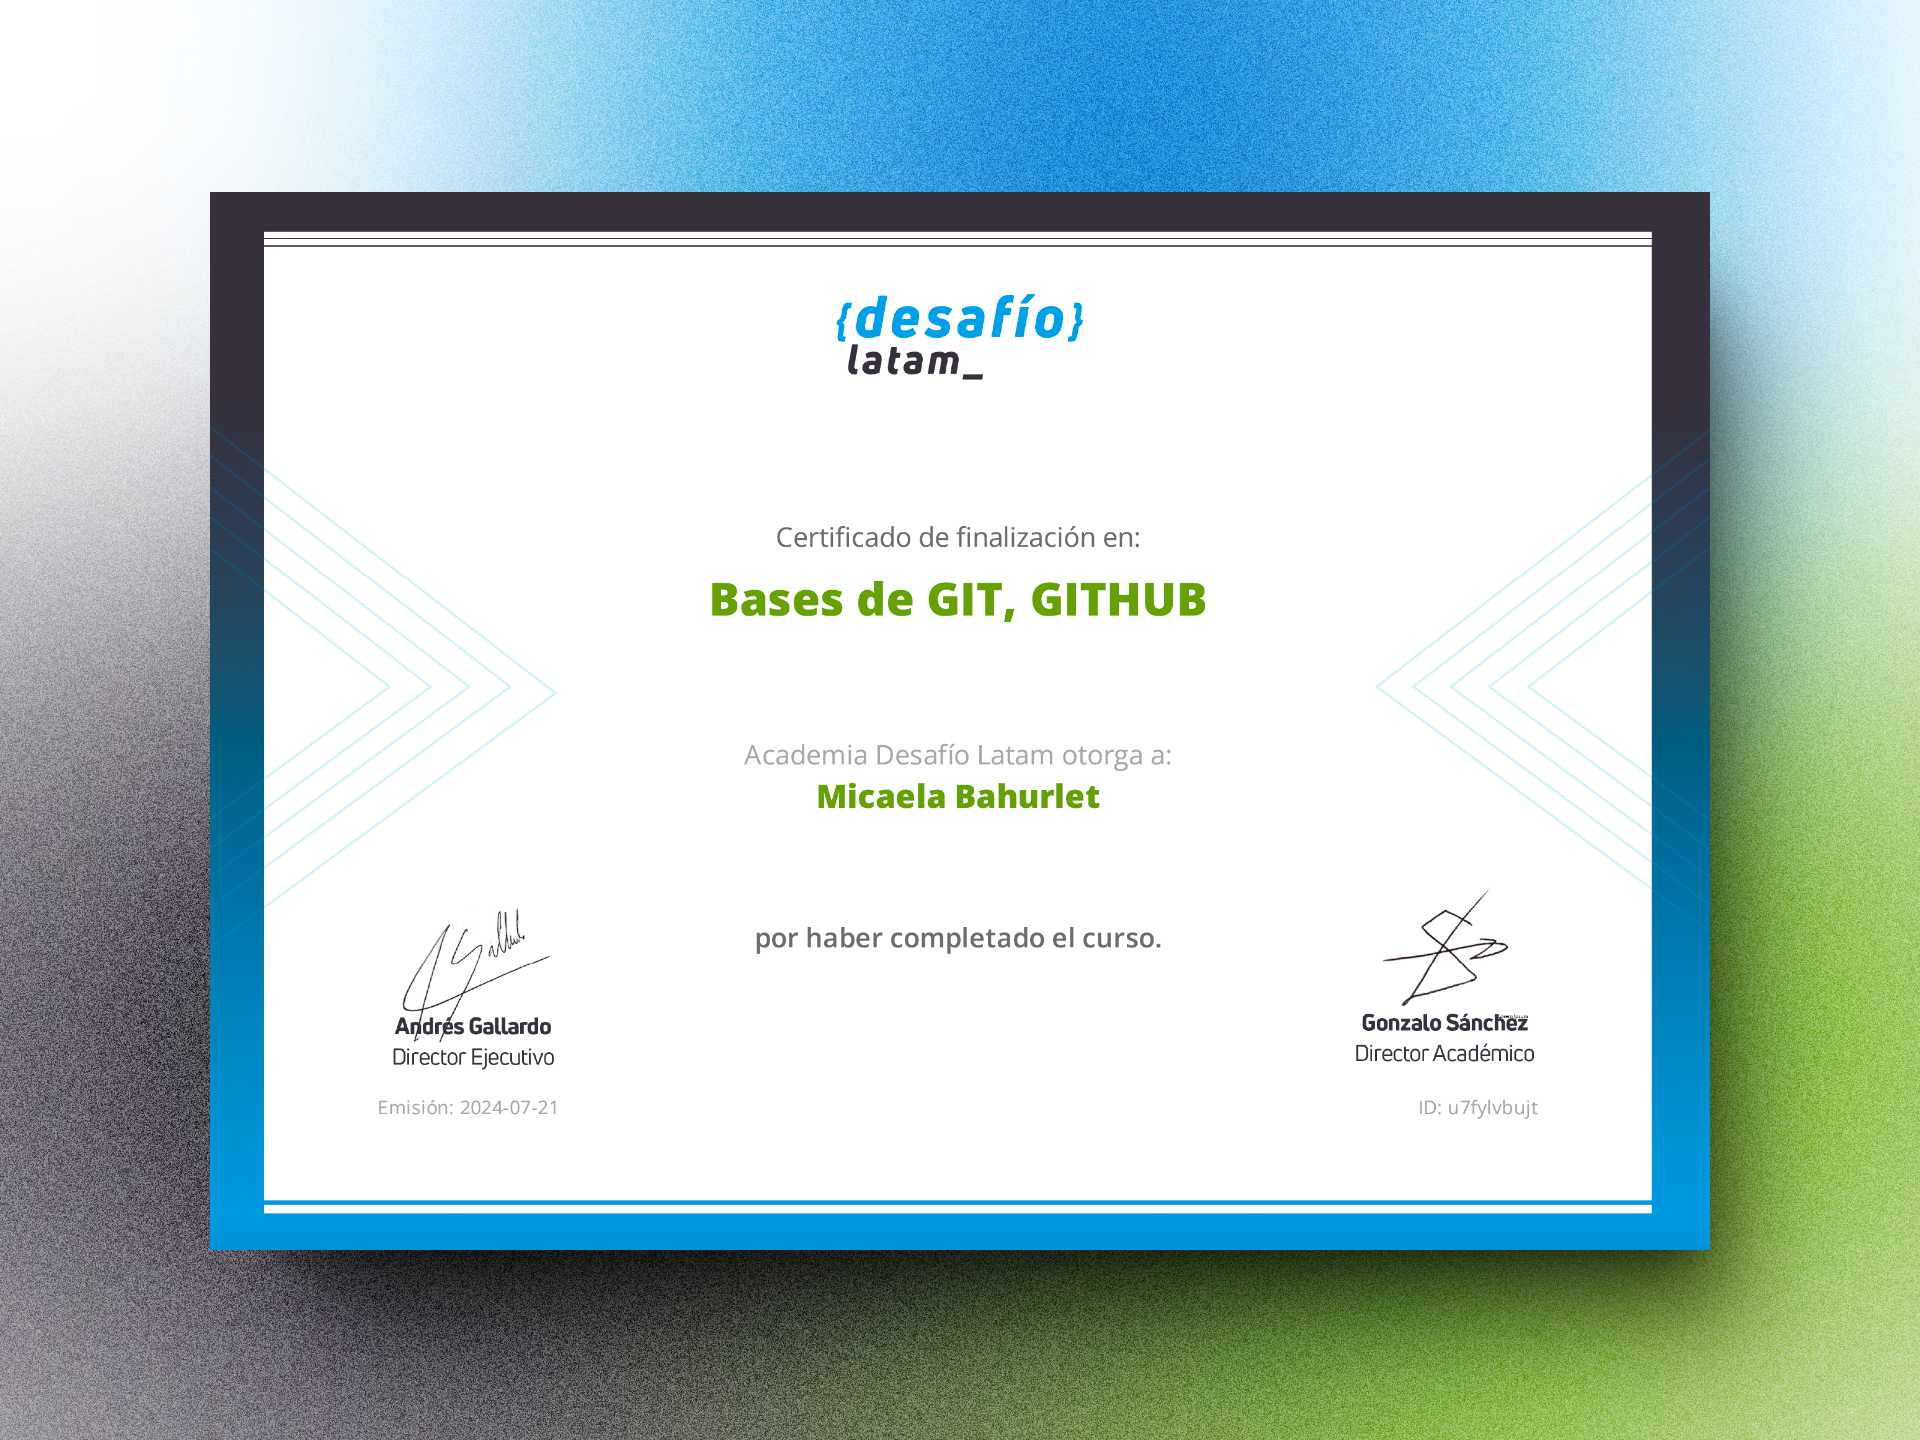 {desafío}
latam_
Certificado de finalización en:
Bases de GIT, GITHUB
Academia Desafío Latam otorga a:
Micaela Bahurlet
por haber completado el curso.
Andrés Gallardo
Director Ejecutivo
Gonzalo Sánchez
Director Académico
Emisión: 2024-07-21
ID: u7fylvbujt